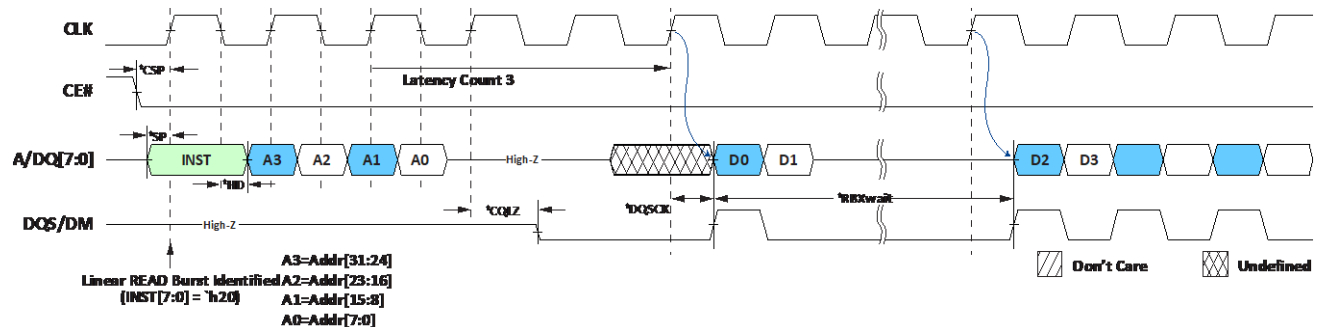 CLK
tCSP
Latency Count 3
CE#
tSP
A/DQ[7:0]
INST A3 A2 A1 A0 High-Z D0 D1 D2 D3
tHD
tCQLZ tDQSCK tRBXwait
DQS/DM High-Z
A3=Addr[31:24]
Linear READ Burst Identified A2=Addr[23:16]
(INST[7:0] = `h20) A1=Addr[15:8]
A0=Addr[7:0]
Don't Care Undefined